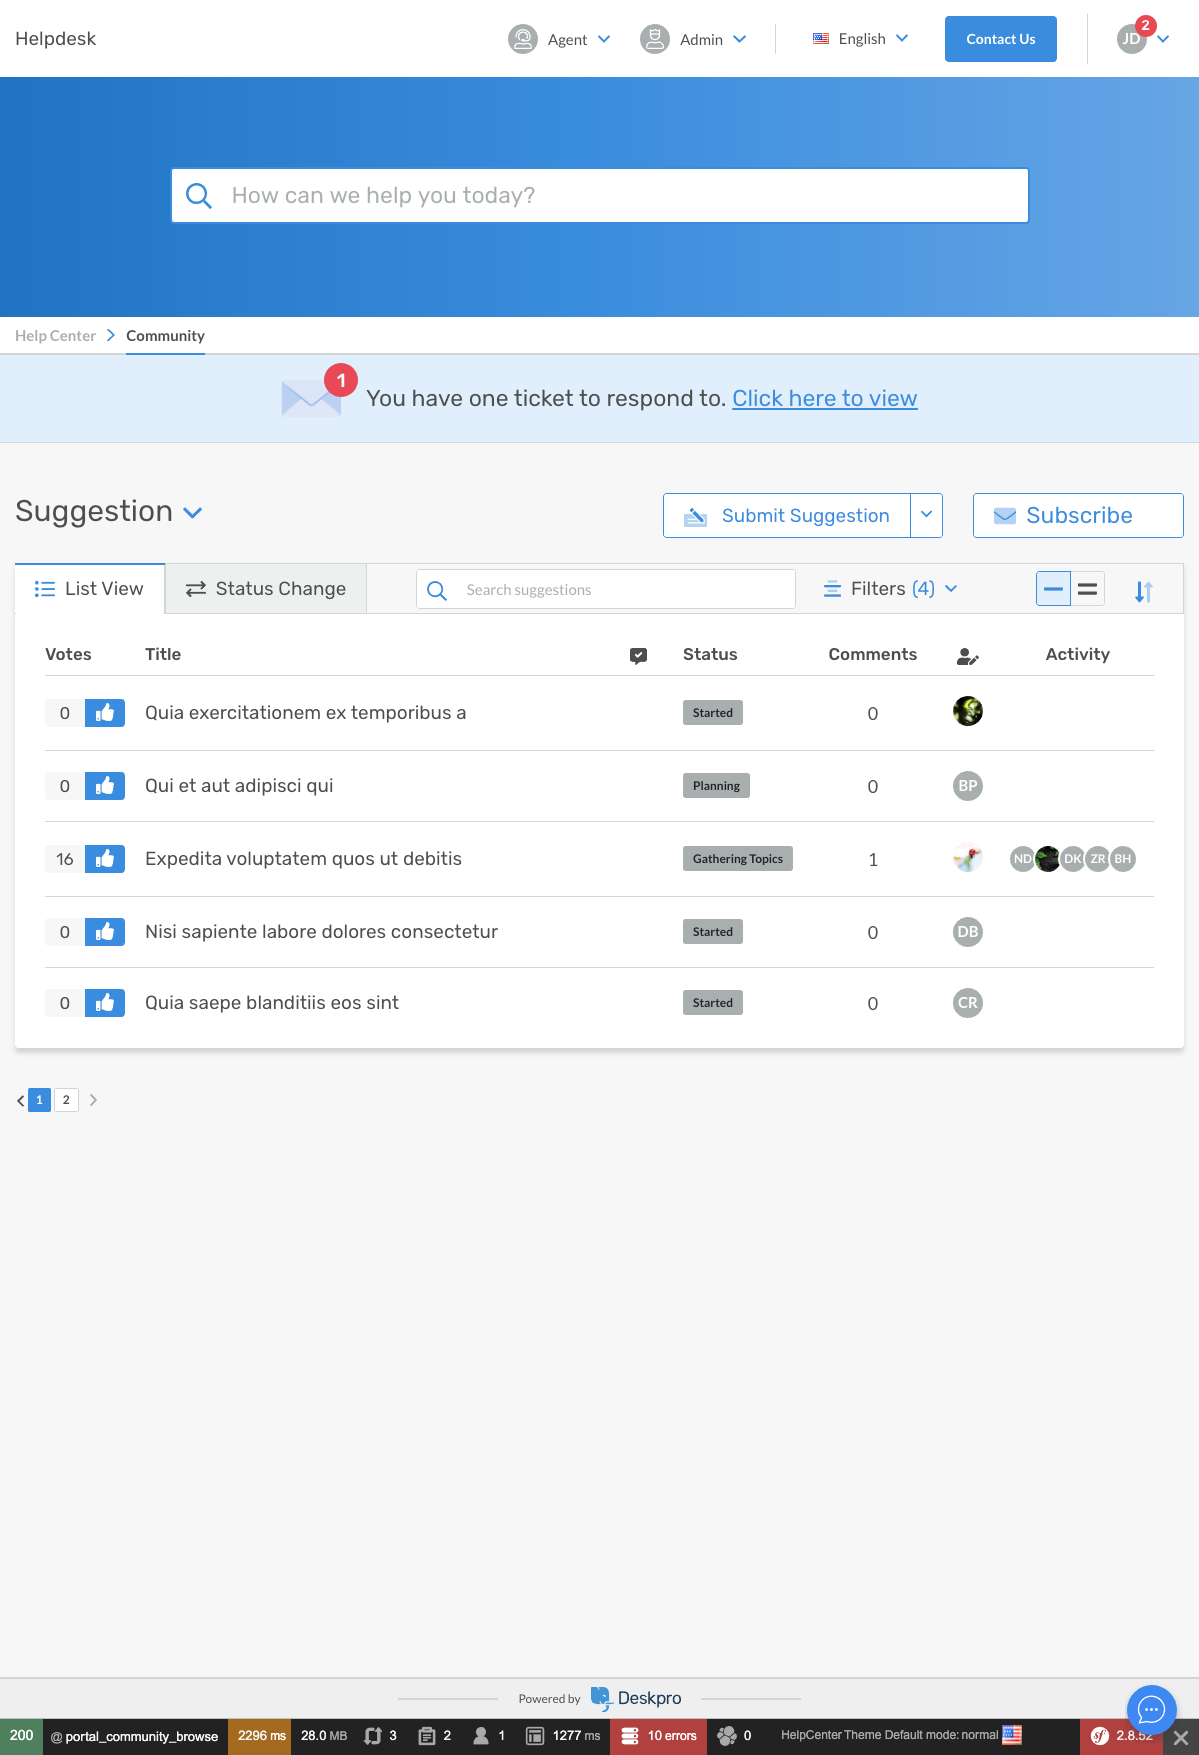 Helpdesk Agent Admin English Contact Us JD 2
How can we help you today?
Help Center Community
1 You have one ticket to respond to. Click here to view
Suggestion Submit Suggestion Subscribe
List View Status Change Search suggestions Filters (4)
Votes Title Status Comments Activity
0 Quia exercitationem ex temporibus a Started 0
0 Qui et aut adipisci qui Planning 0 BP
16 Expedita voluptatem quos ut debitis Gathering Topics 1 ND DK ZR BH
0 Nisi sapiente labore dolores consectetur Started 0 DB
0 Quia saepe blanditiis eos sint Started 0 CR
1 2
Powered by Deskpro
200 @ portal_community_browse 2296 ms 28.0 MB 3 2 1 1277 ms 10 errors 0 HelpCenter Theme Default mode: normal